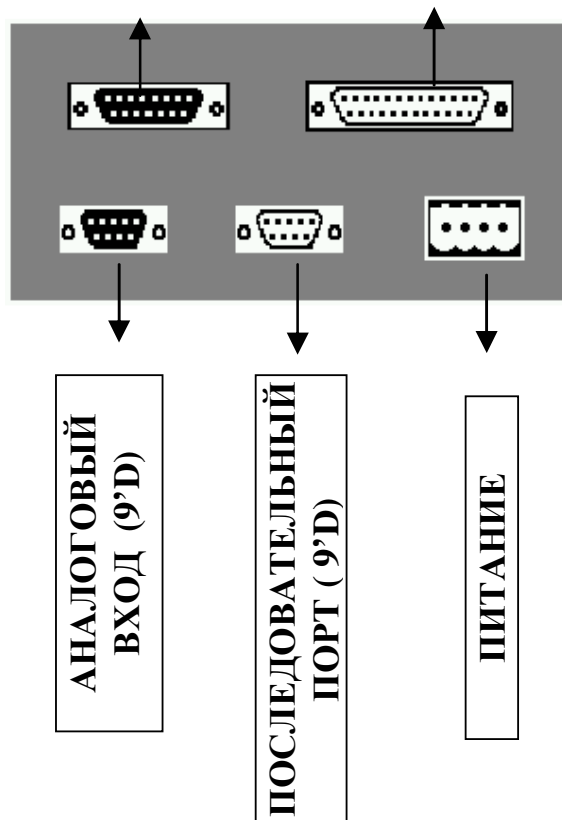 АНАЛОГОВЫЙ
ВХОД (9’D)
ПОСЛЕДОВАТЕЛЬНЫЙ
ПОРТ ( 9’D)
ПИТАНИЕ